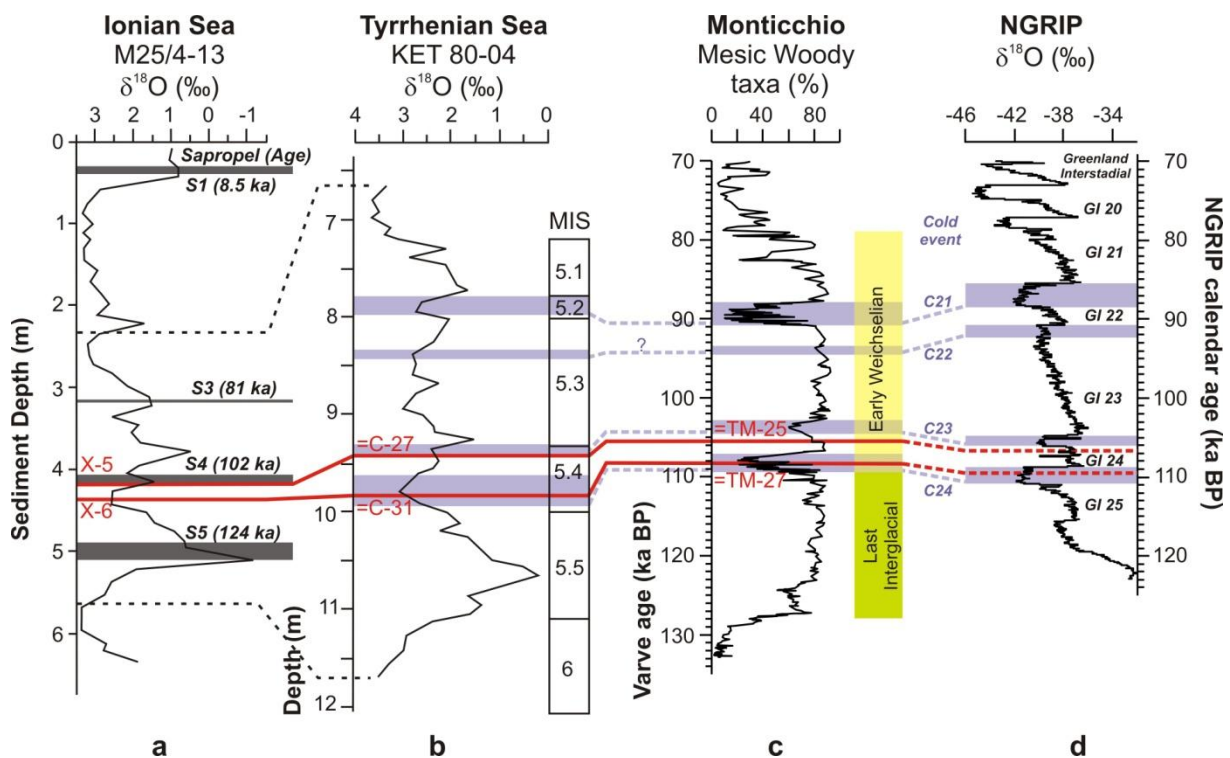 Ionian Sea
M25/4-13
δ18O (‰)
3 2 1 0 -1
Sediment Depth (m)
0
1
2
3
4
5
6
Sapropel (Age)
S1 (8.5 ka)
S3 (81 ka)
S4 (102 ka)
S5 (124 ka)
X-5
X-6
a
Tyrrhenian Sea
KET 80-04
δ18O (‰)
4 3 2 1 0
Depth (m)
7
8
9
10
11
12
=C-27
=C-31
MIS
5.1
5.2
5.3
5.4
5.5
6
?
b
Monticchio
Mesic Woody
taxa (%)
0 40 80
Varve age (ka BP)
70
80
90
100
110
120
130
=TM-25
=TM-27
Early Weichselian
Last
Interglacial
c
NGRIP
δ18O (‰)
-46 -42 -38 -34
Cold
event
C21
C22
C23
C24
Greenland
Interstadial
GI 20
GI 21
GI 22
GI 23
GI 24
GI 25
70
80
90
100
110
120
NGRIP calendar age (ka BP)
d